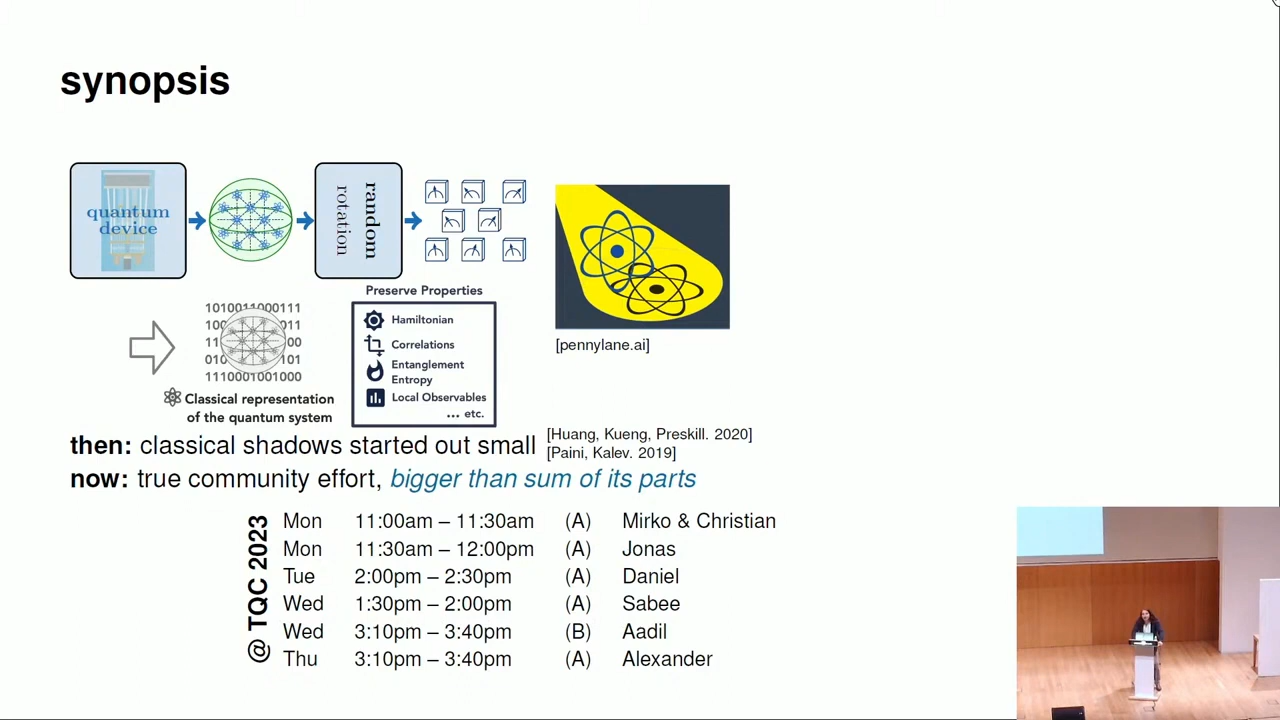 synopsis
quantum
device
random
rotation
Preserve Properties
Hamiltonian
Correlations
Entanglement
Entropy
Local Observables
... etc.
1010011000111
100 011
11 00
010 101
1110001001000
Classical representation
of the quantum system
[pennylane.ai]
then: classical shadows started out small [Huang, Kueng, Preskill. 2020]
[Paini, Kalev. 2019]
now: true community effort, bigger than sum of its parts
@ TQC 2023
Mon 11:00am – 11:30am (A) Mirko & Christian
Mon 11:30am – 12:00pm (A) Jonas
Tue 2:00pm – 2:30pm (A) Daniel
Wed 1:30pm – 2:00pm (A) Sabee
Wed 3:10pm – 3:40pm (B) Aadil
Thu 3:10pm – 3:40pm (A) Alexander